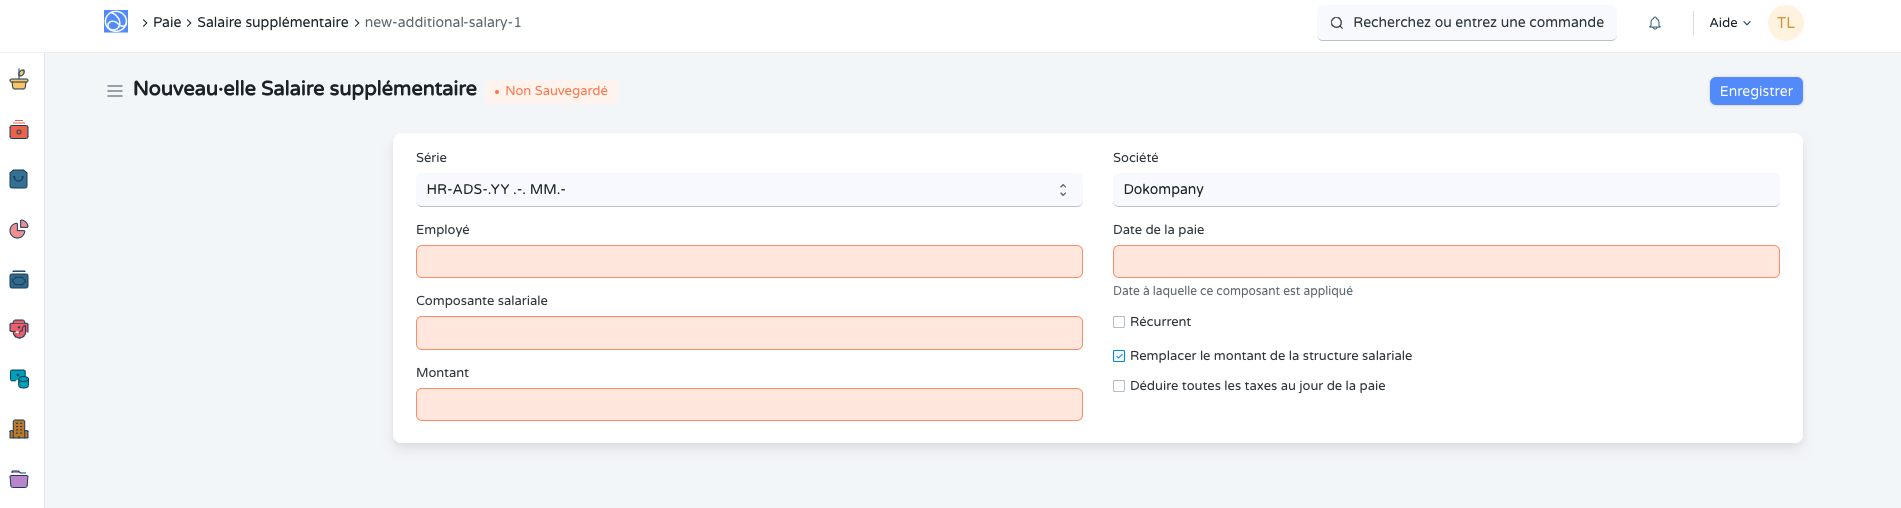 Paie Salaire supplémentaire new-additional-salary-1
Recherchez ou entrez une commande
Aide
TL
Nouveau·elle Salaire supplémentaire
Non Sauvegardé
Enregistrer
Série
HR-ADS-.YY .-. MM.-
Employé
Composante salariale
Montant
Société
Dokompany
Date de la paie
Date à laquelle ce composant est appliqué
Récurrent
Remplacer le montant de la structure salariale
Déduire toutes les taxes au jour de la paie